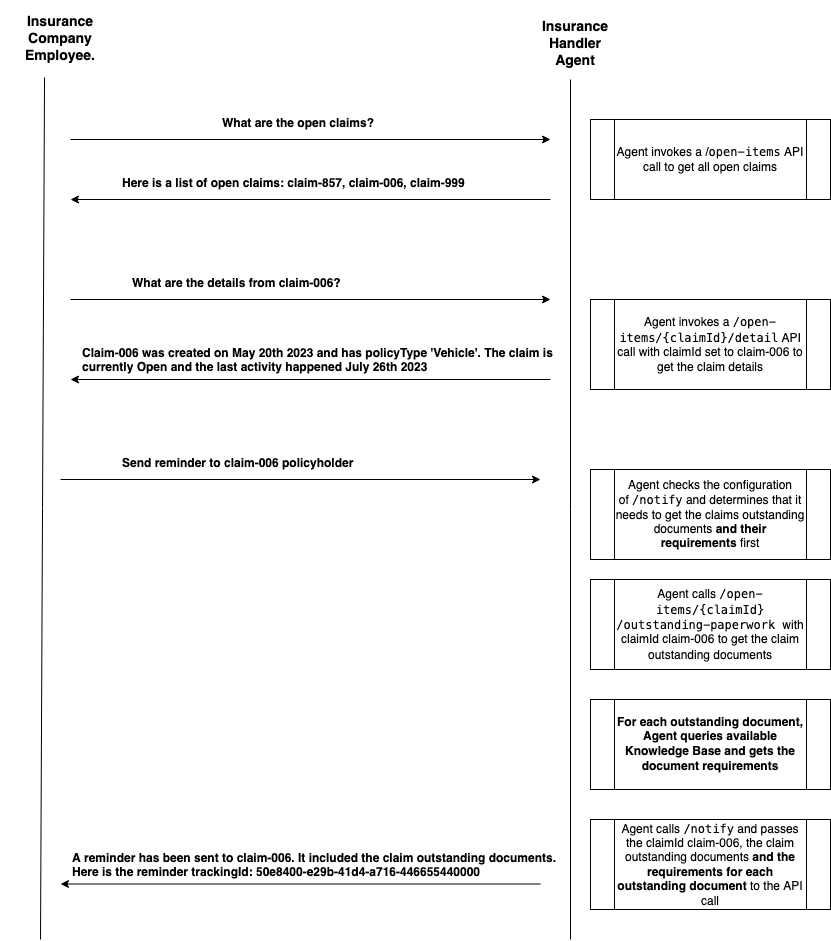 Insurance
Company
Employee.
Insurance
Handler
Agent
What are the open claims?
Agent invokes a /open-items API
call to get all open claims
Here is a list of open claims: claim-857, claim-006, claim-999
What are the details from claim-006?
Agent invokes a /open-
items/{claimId}/detail API
call with claimId set to claim-006 to
get the claim details
Claim-006 was created on May 20th 2023 and has policyType 'Vehicle'. The claim is
currently Open and the last activity happened July 26th 2023
Send reminder to claim-006 policyholder
Agent checks the configuration
of /notify and determines that it
needs to get the claims outstanding
documents and their
requirements first
Agent calls /open-
items/{claimId}
/outstanding-paperwork with
claimId claim-006 to get the claim
outstanding documents
For each outstanding document,
Agent queries available
Knowledge Base and gets the
document requirements
Agent calls /notify and passes
the claimId claim-006, the claim
outstanding documents and the
requirements for each
outstanding document to the API
call
A reminder has been sent to claim-006. It included the claim outstanding documents.
Here is the reminder trackingId: 50e8400-e29b-41d4-a716-446655440000